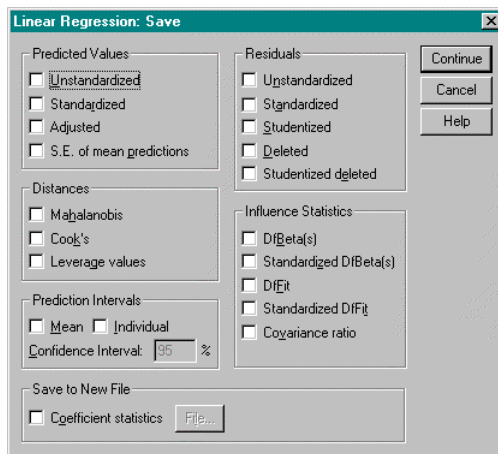 Linear Regression: Save
Predicted Values
Unstandardized
Standardized
Adjusted
S.E. of mean predictions
Distances
Mahalanobis
Cook's
Leverage values
Prediction Intervals
Mean Individual
Confidence Interval: 95 %
Residuals
Unstandardized
Standardized
Studentized
Deleted
Studentized deleted
Influence Statistics
DfBeta(s)
Standardized DfBeta(s)
DfFit
Standardized DfFit
Covariance ratio
Save to New File
Coefficient statistics File...
Continue
Cancel
Help